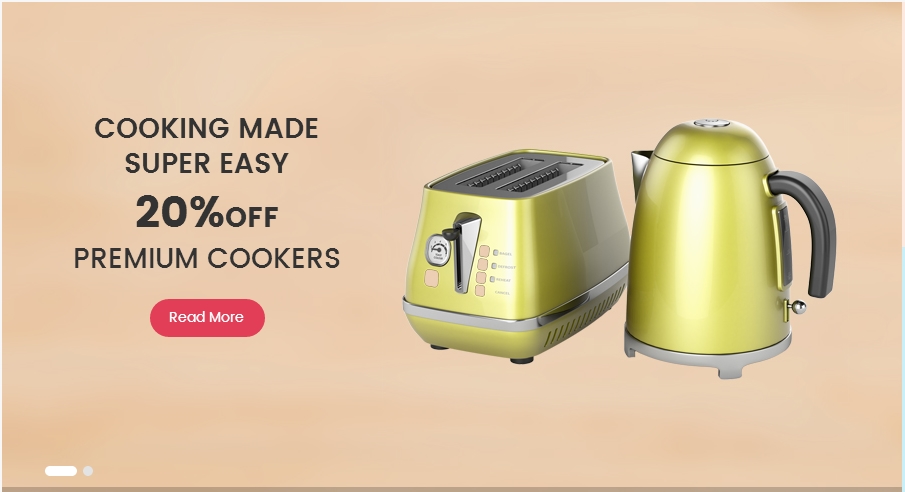 COOKING MADE
SUPER EASY
20%OFF
PREMIUM COOKERS
Read More